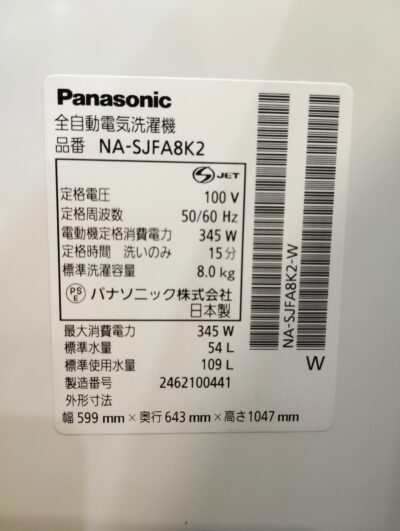 Panasonic
全自動電気洗濯機
品番 NA-SJFA8K2
S JET
定格電圧 100 V
定格周波数 50/60 Hz
電動機定格消費電力 345 W
定格時間 洗いのみ 15分
標準洗濯容量 8.0 kg
PS E パナソニック株式会社
日本製
最大消費電力 345 W
標準水量 54 L
標準使用水量 109 L
製造番号 2462100441
外形寸法
幅 599 mm × 奥行 643 mm × 高さ 1047 mm
NA-SJFA8K2-W
W